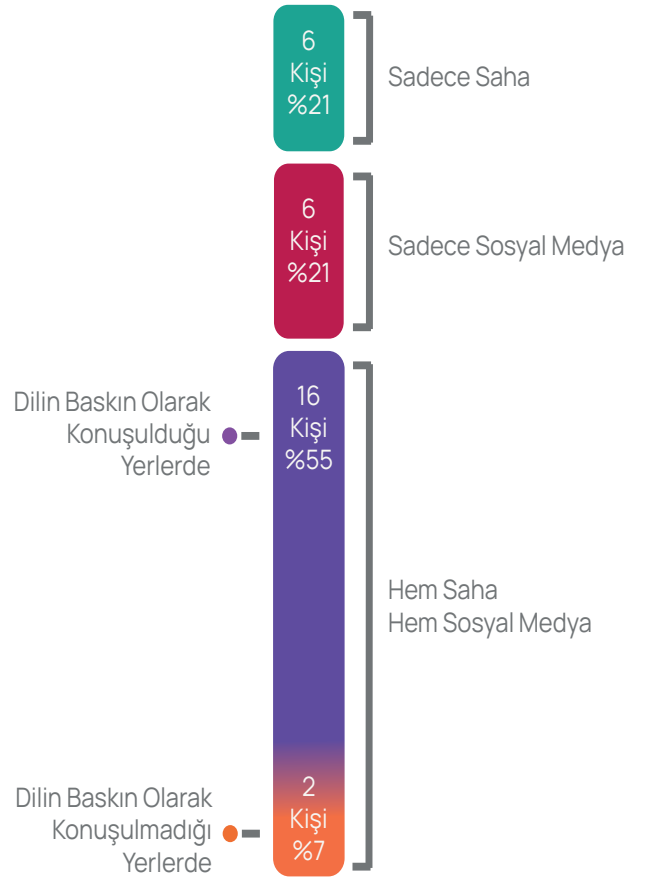 6
Kişi
%21
Sadece Saha
6
Kişi
%21
Sadece Sosyal Medya
Dilin Baskın Olarak
Konuşulduğu
Yerlerde
16
Kişi
%55
Hem Saha
Hem Sosyal Medya
Dilin Baskın Olarak
Konuşulmadığı
Yerlerde
2
Kişi
%7